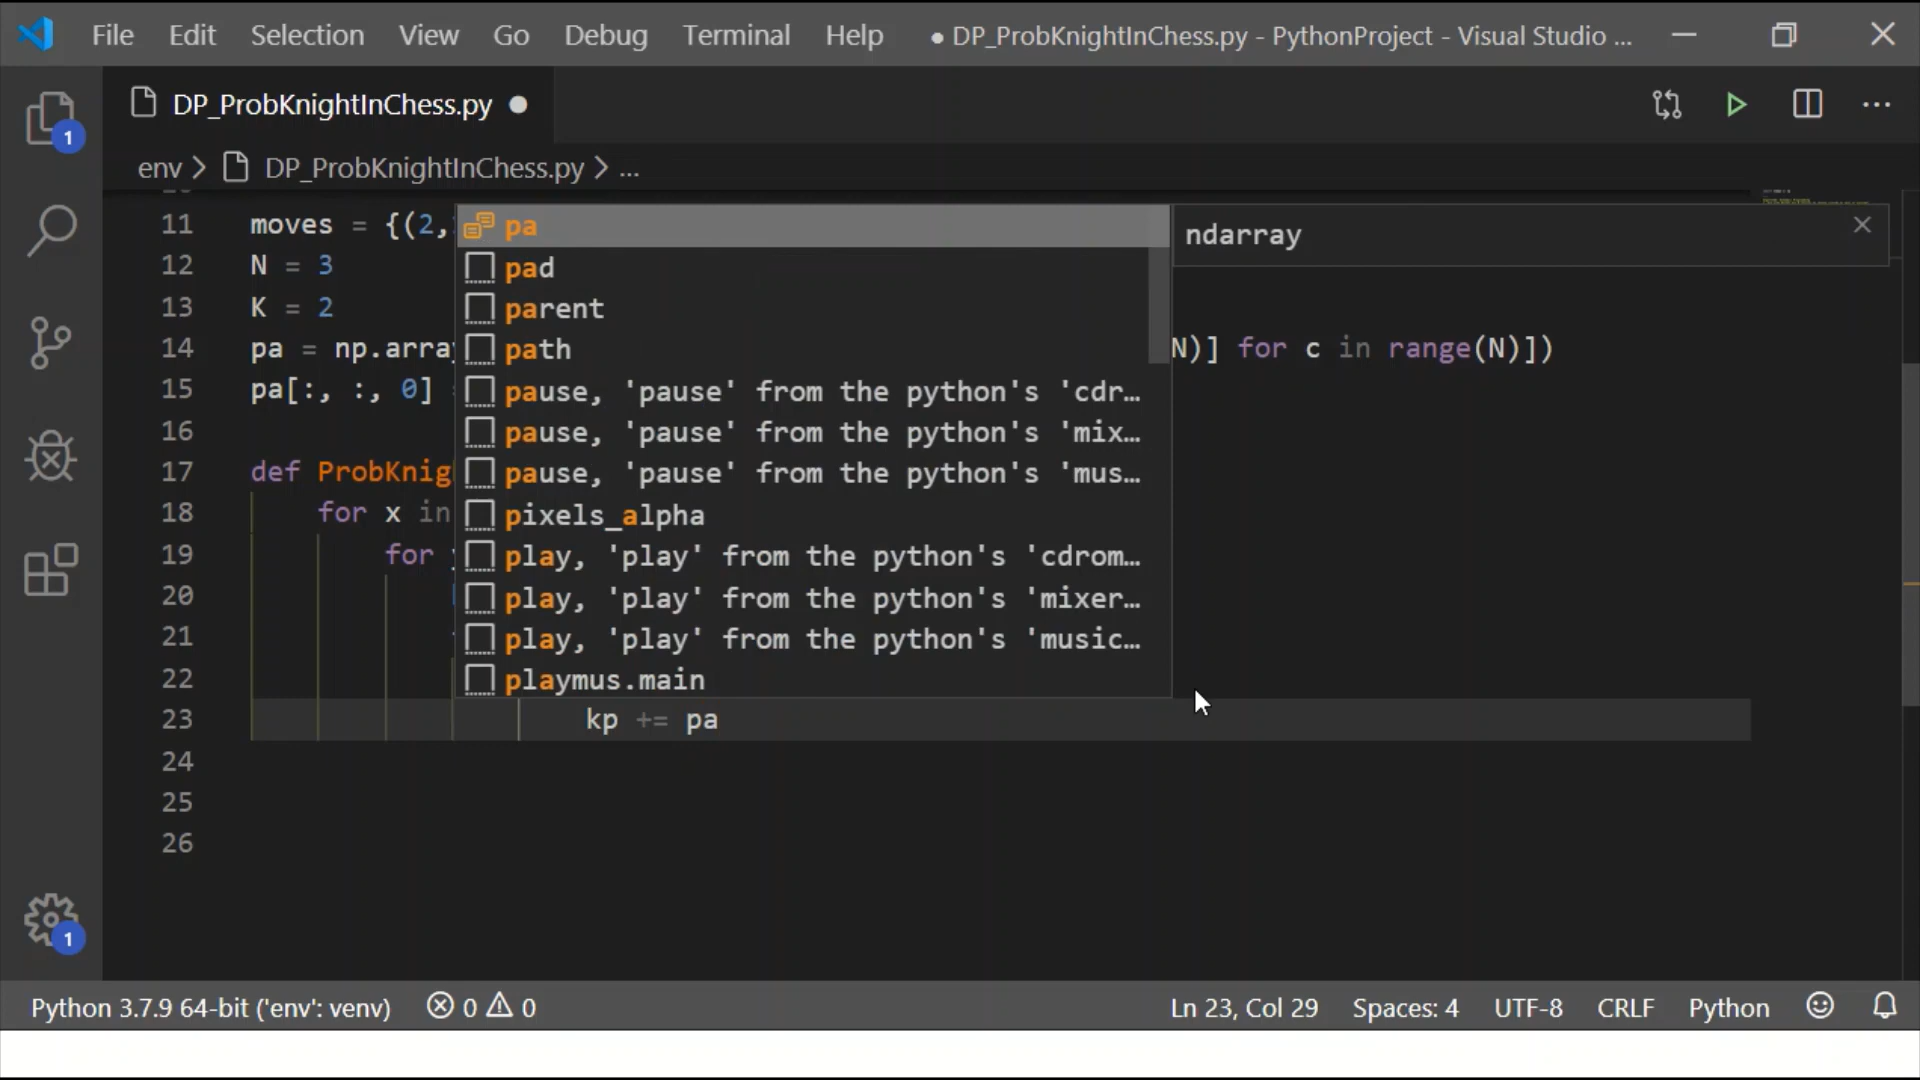 File Edit Selection View Go Debug Terminal Help ● DP_ProbKnightInChess.py - PythonProject - Visual Studio ...
DP_ProbKnightInChess.py ●
env > DP_ProbKnightInChess.py > ...
11 moves = {(2,
12 N = 3
13 K = 2
14 pa = np.array N)] for c in range(N)])
15 pa[:, :, 0]
16
17 def ProbKnig
18 for x in
19 for
20
21
22
23 kp += pa
24
25
26
pa
pad
parent
path
pause, 'pause' from the python's 'cdr...
pause, 'pause' from the python's 'mix...
pause, 'pause' from the python's 'mus...
pixels_alpha
play, 'play' from the python's 'cdrom...
play, 'play' from the python's 'mixer...
play, 'play' from the python's 'music...
playmus.main
ndarray
1
1
Python 3.7.9 64-bit ('env': venv) 0 0 Ln 23, Col 29 Spaces: 4 UTF-8 CRLF Python